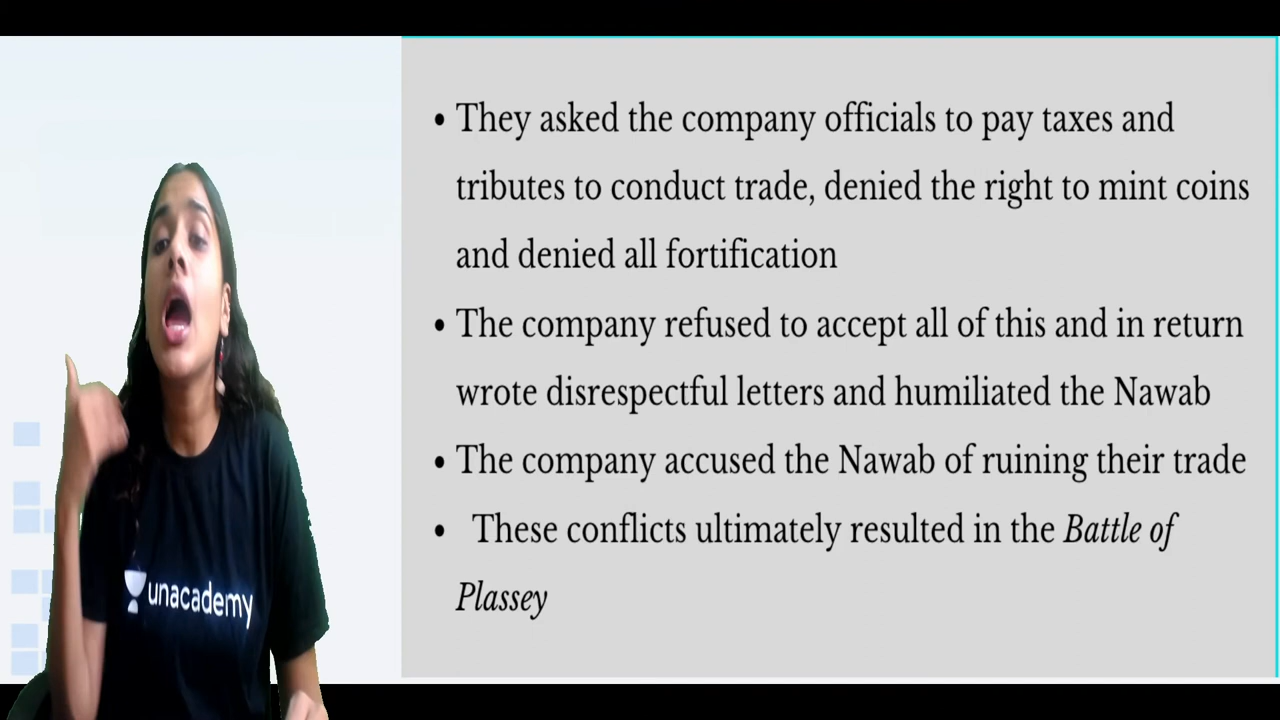 • They asked the company officials to pay taxes and
tributes to conduct trade, denied the right to mint coins
and denied all fortification
• The company refused to accept all of this and in return
wrote disrespectful letters and humiliated the Nawab
• The company accused the Nawab of ruining their trade
• These conflicts ultimately resulted in the Battle of
Plassey
unacademy